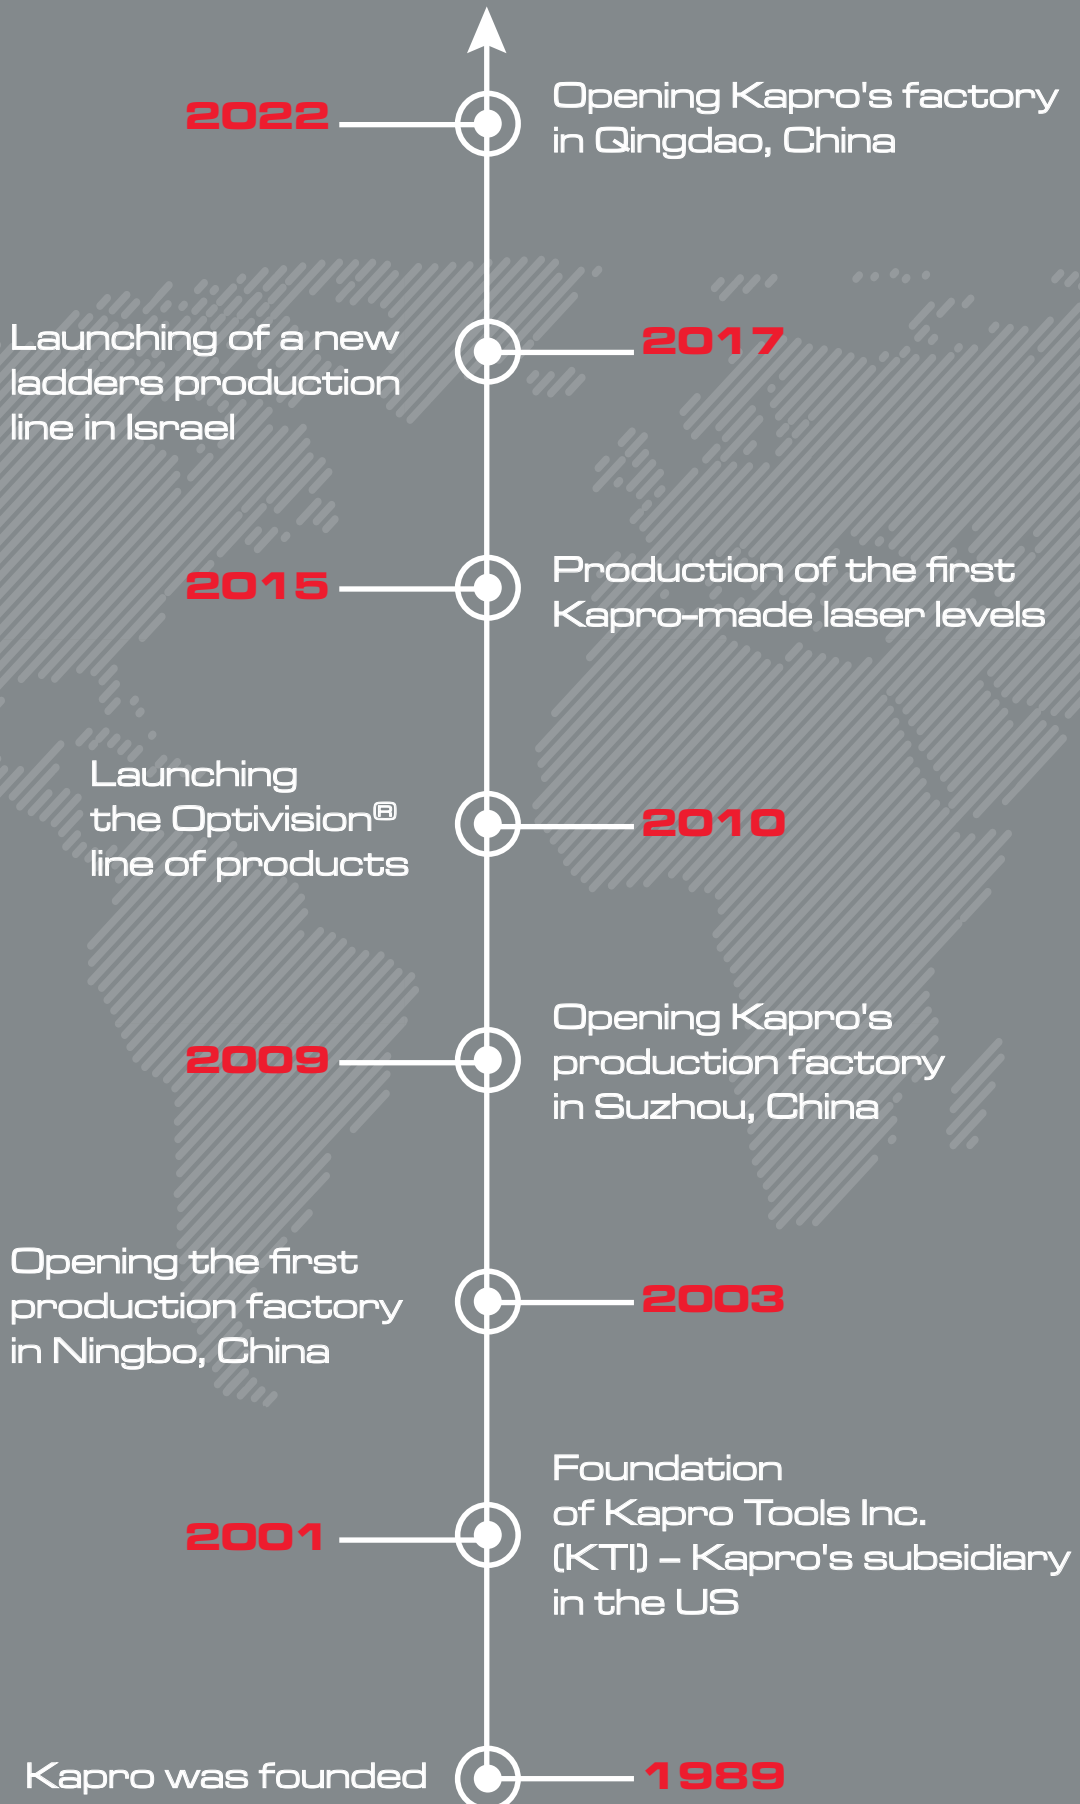 2022
Opening Kapro's factory
in Qingdao, China
Launching of a new
ladders production
line in Israel
2017
2015
Production of the first
Kapro-made laser levels
Launching
the Optivision®
line of products
2010
2009
Opening Kapro's
production factory
in Suzhou, China
Opening the first
production factory
in Ningbo, China
2003
2001
Foundation
of Kapro Tools Inc.
(KTI) – Kapro's subsidiary
in the US
Kapro was founded
1989